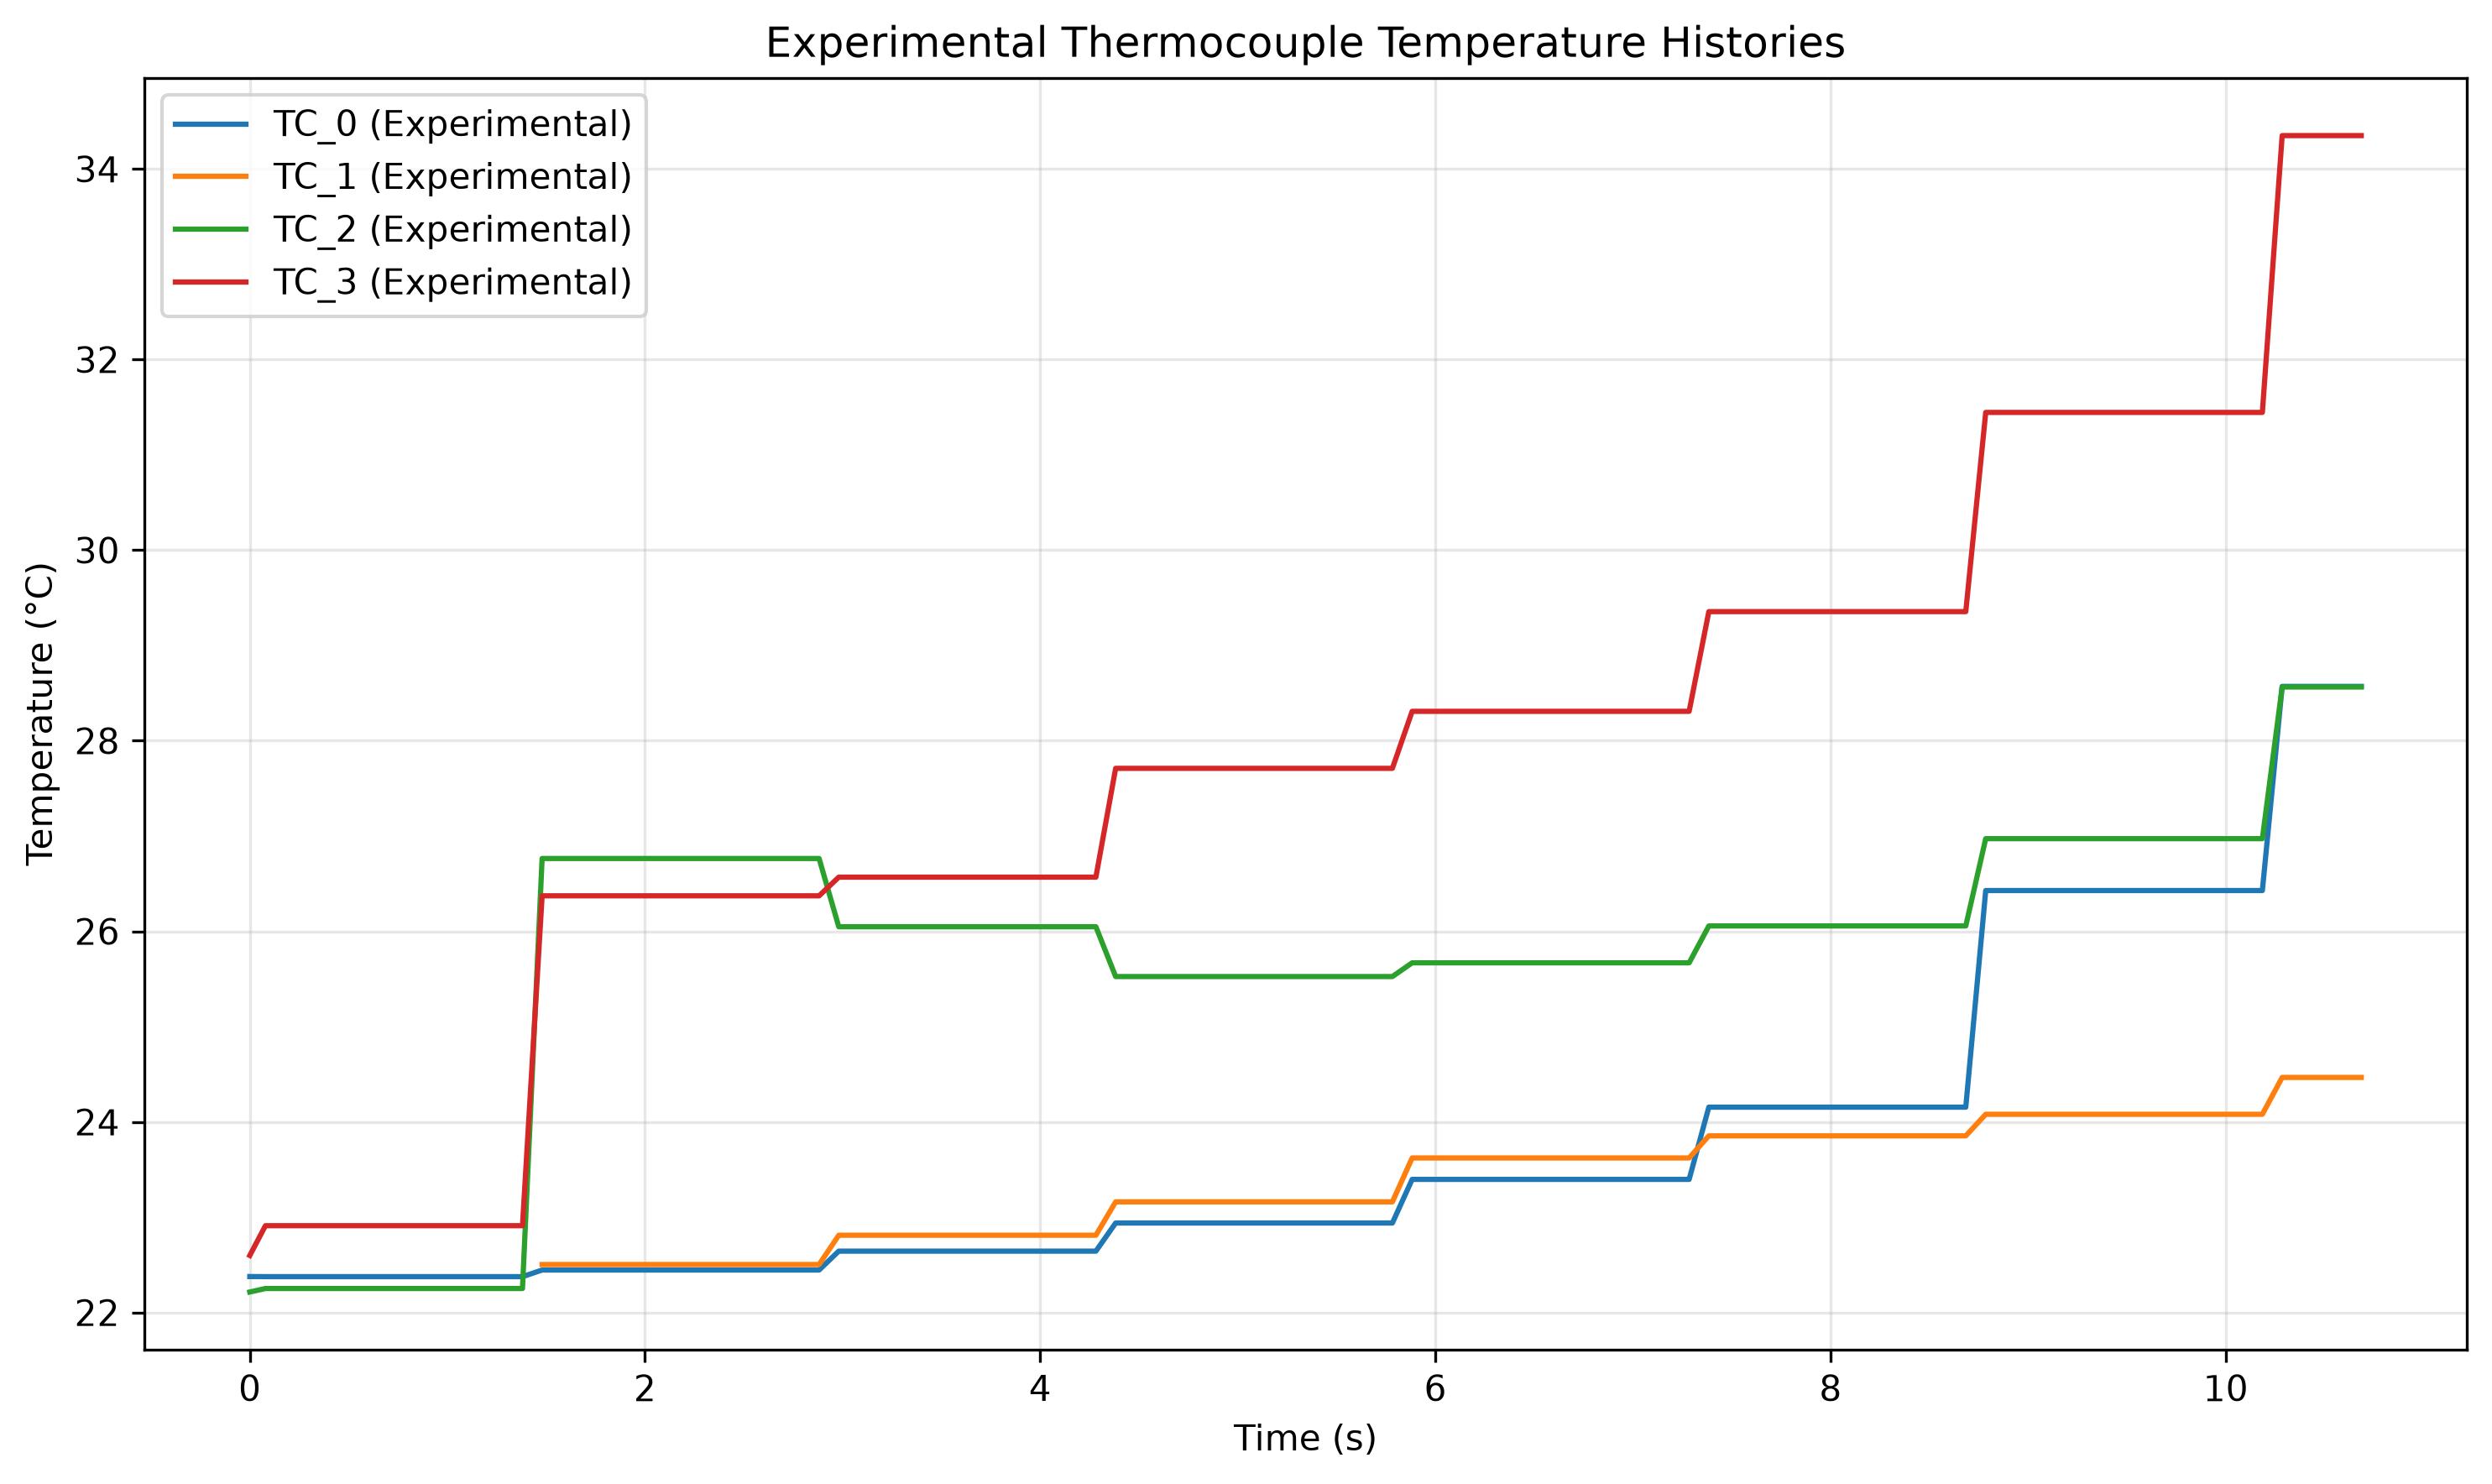 Experimental Thermocouple Temperature Histories
TC_0 (Experimental)
TC_1 (Experimental)
TC_2 (Experimental)
TC_3 (Experimental)
Temperature (°C)
34
32
30
28
26
24
22
0 2 4 6 8 10
Time (s)